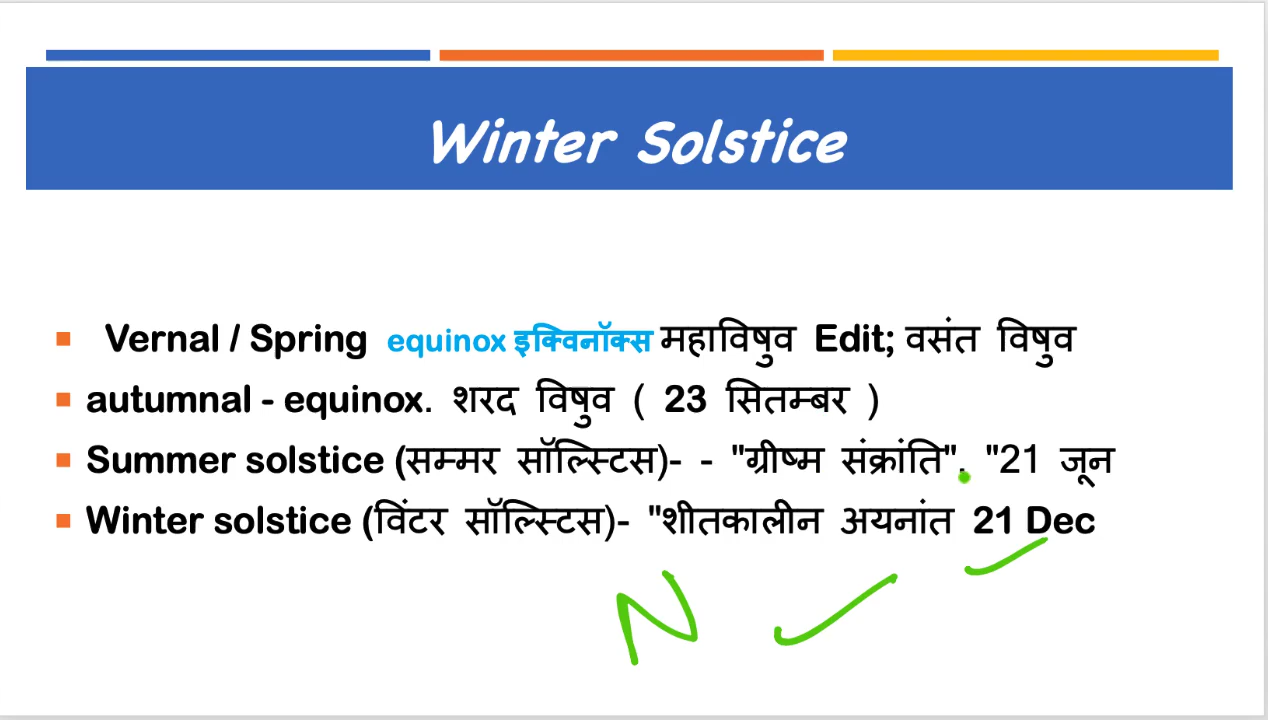 Winter Solstice
Vernal / Spring equinox इक्विनॉक्स महाविषुव Edit; वसंत विषुव
autumnal - equinox. शरद विषुव ( 23 सितम्बर )
Summer solstice (सम्मर सॉल्स्टिस)- - "ग्रीष्म संक्रांति". "21 जून
Winter solstice (विंटर सॉल्स्टिस)- "शीतकालीन अयनांत 21 Dec
N